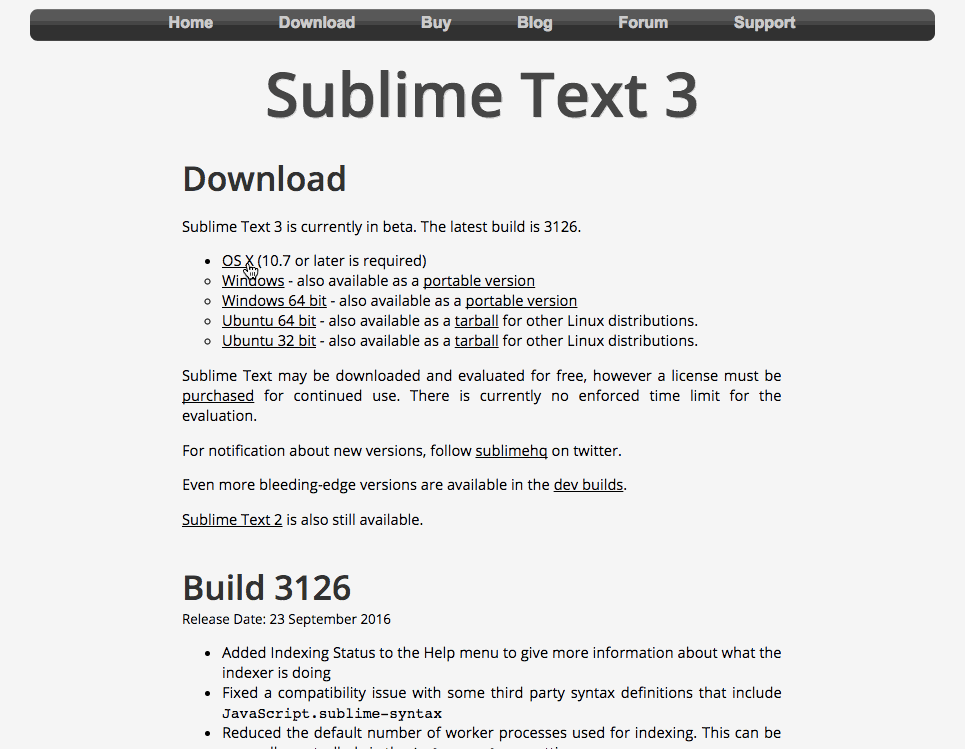 Home Download Buy Blog Forum Support
Sublime Text 3
Download
Sublime Text 3 is currently in beta. The latest build is 3126.
OS X (10.7 or later is required)
Windows - also available as a portable version
Windows 64 bit - also available as a portable version
Ubuntu 64 bit - also available as a tarball for other Linux distributions.
Ubuntu 32 bit - also available as a tarball for other Linux distributions.
Sublime Text may be downloaded and evaluated for free, however a license must be
purchased for continued use. There is currently no enforced time limit for the
evaluation.
For notification about new versions, follow sublimehq on twitter.
Even more bleeding-edge versions are available in the dev builds.
Sublime Text 2 is also still available.
Build 3126
Release Date: 23 September 2016
Added Indexing Status to the Help menu to give more information about what the
indexer is doing
Fixed a compatibility issue with some third party syntax definitions that include
JavaScript.sublime-syntax
Reduced the default number of worker processes used for indexing. This can be